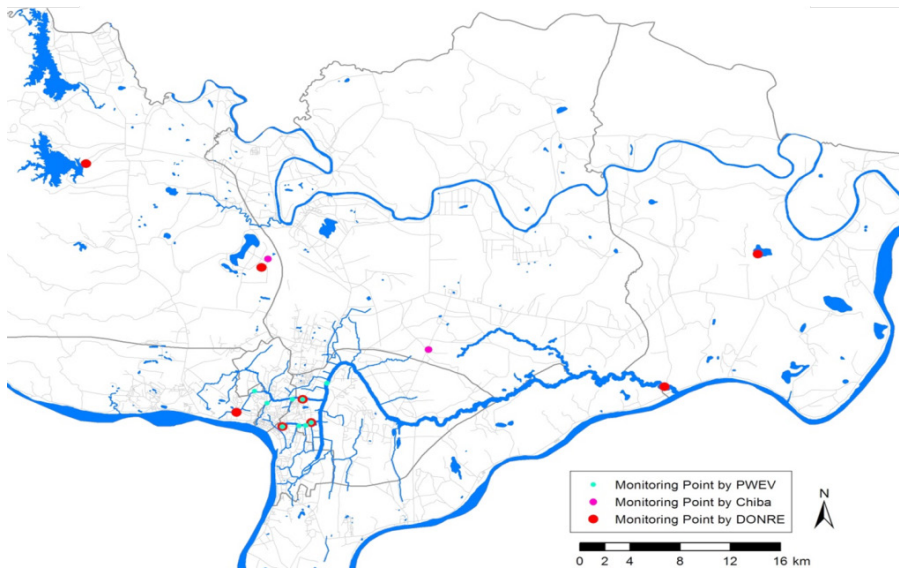 Monitoring Point by PWEV
Monitoring Point by Chiba
Monitoring Point by DONRE
N
0 2 4 8 12 16 km